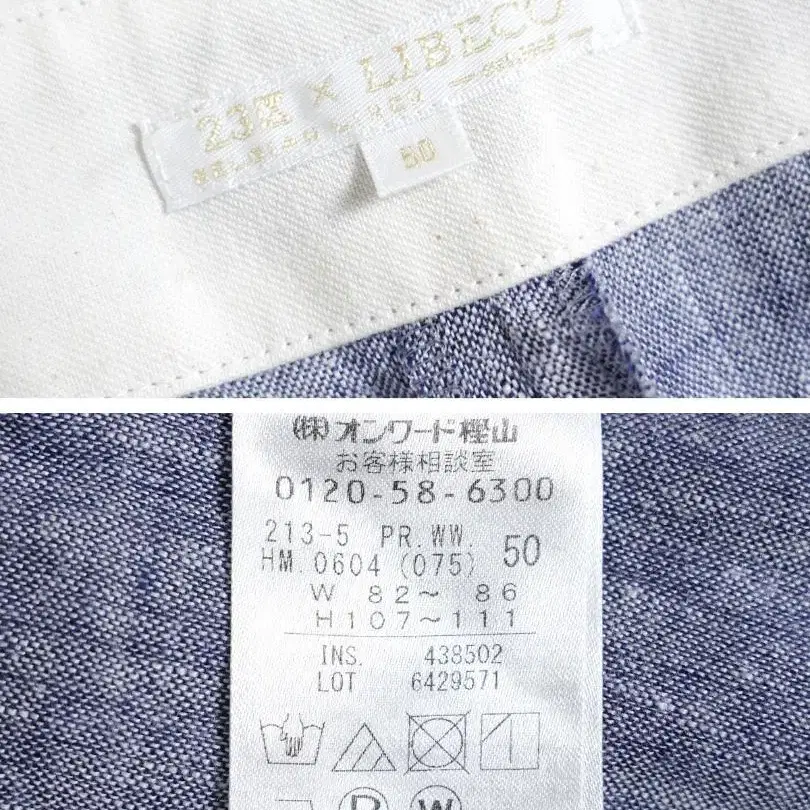 23区 × LIBECO
50
(株)オンワード樫山
お客様相談室
0120-58-6300
213-5 PR.WW. 50
HM.0604(075)
W 82～ 86
H107～111
INS. 438502
LOT 6429571
P W